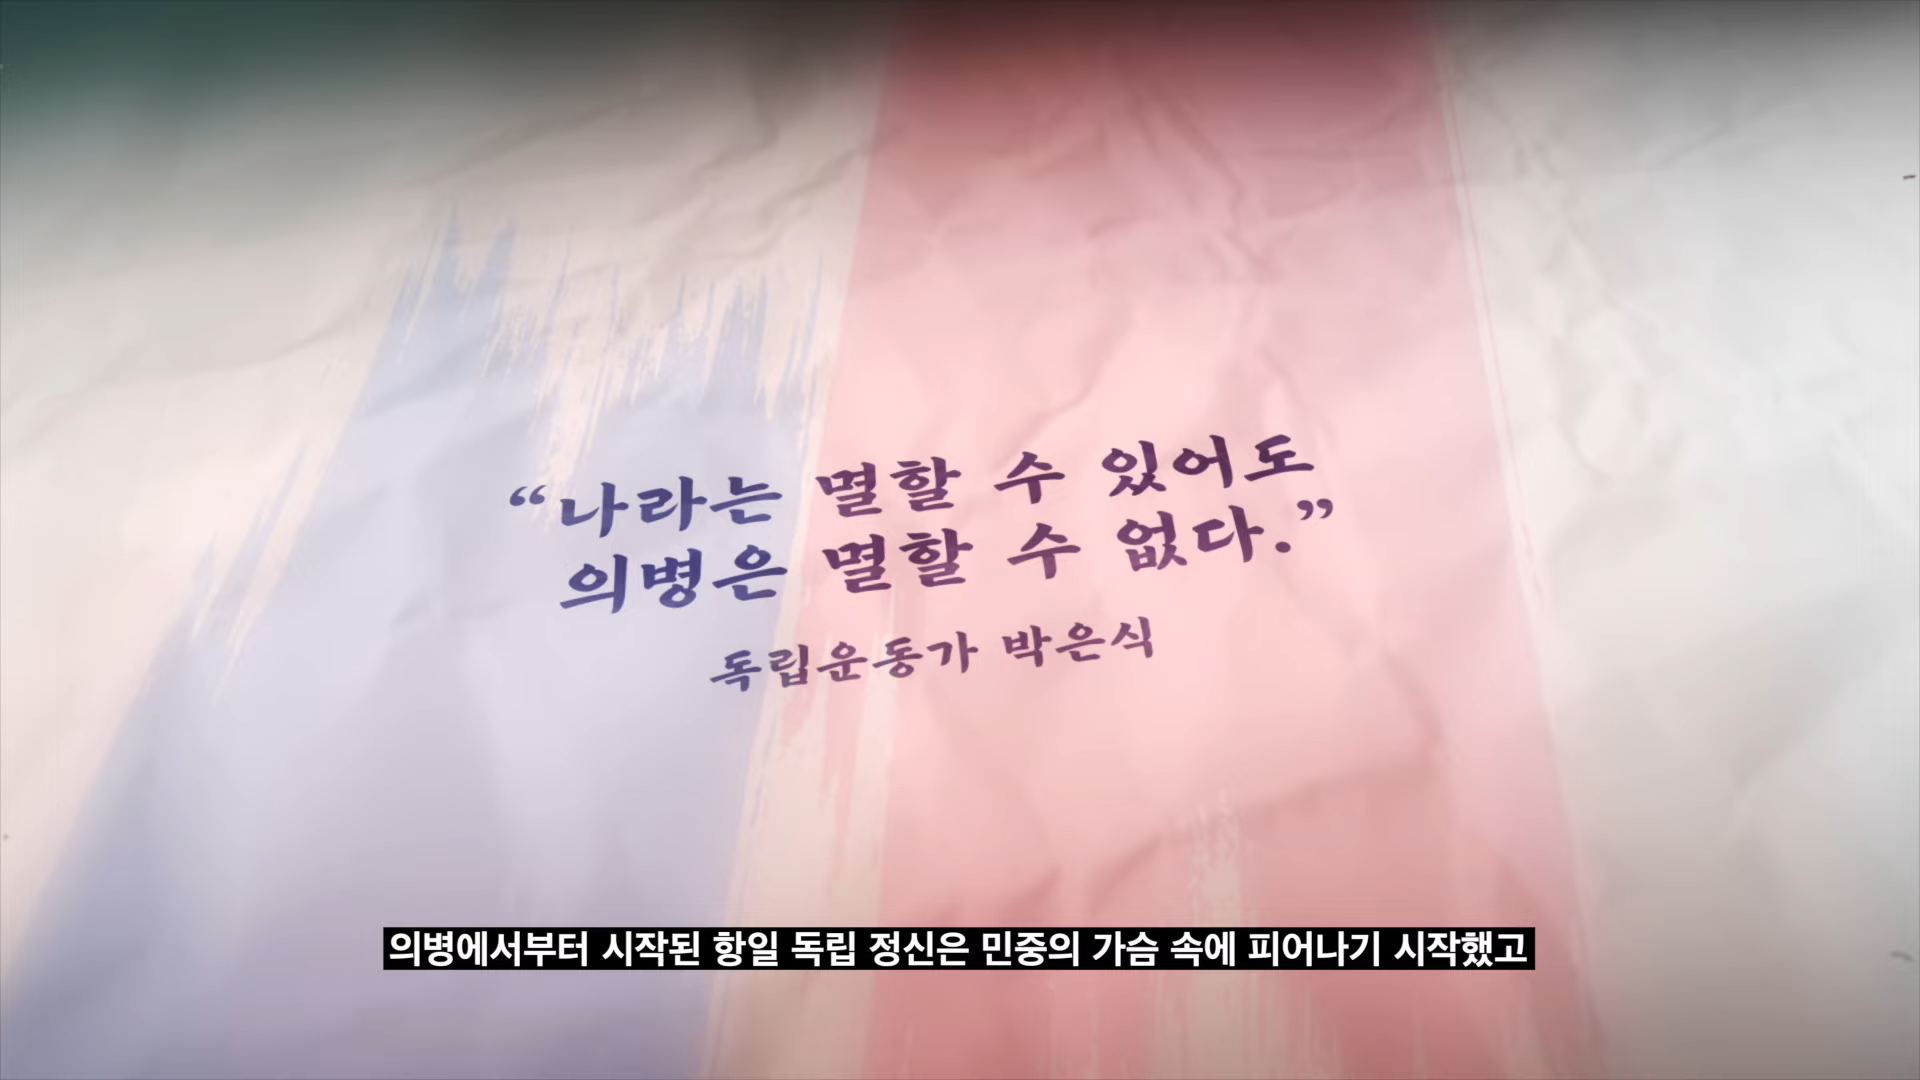 “나라는 멸할 수 있어도
의병은 멸할 수 없다.”
독립운동가 박은식
의병에서부터 시작된 항일 독립 정신은 민중의 가슴 속에 피어나기 시작했고